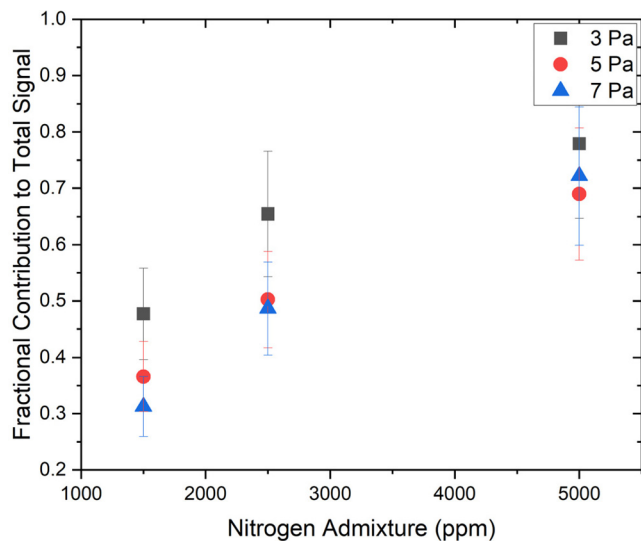 1.0
0.9
0.8
0.7
0.6
0.5
0.4
0.3
0.2
Fractional Contribution to Total Signal
3 Pa
5 Pa
7 Pa
1000 2000 3000 4000 5000
Nitrogen Admixture (ppm)